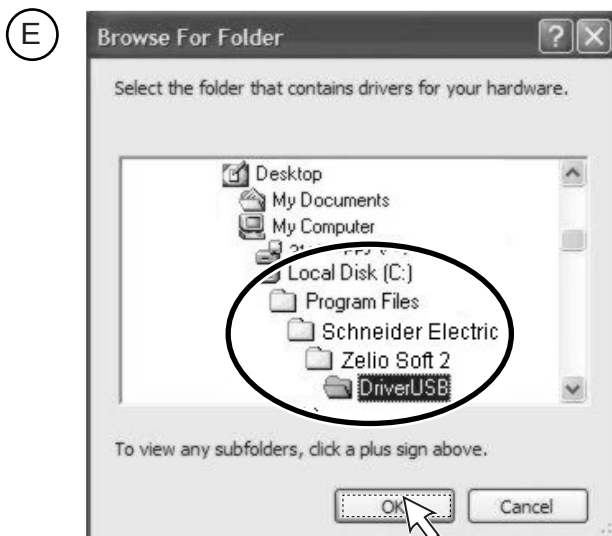 E
Browse For Folder
Select the folder that contains drivers for your hardware.
Desktop
My Documents
My Computer
Local Disk (C:)
Program Files
Schneider Electric
Zelio Soft 2
DriverUSB
To view any subfolders, click a plus sign above.
OK
Cancel